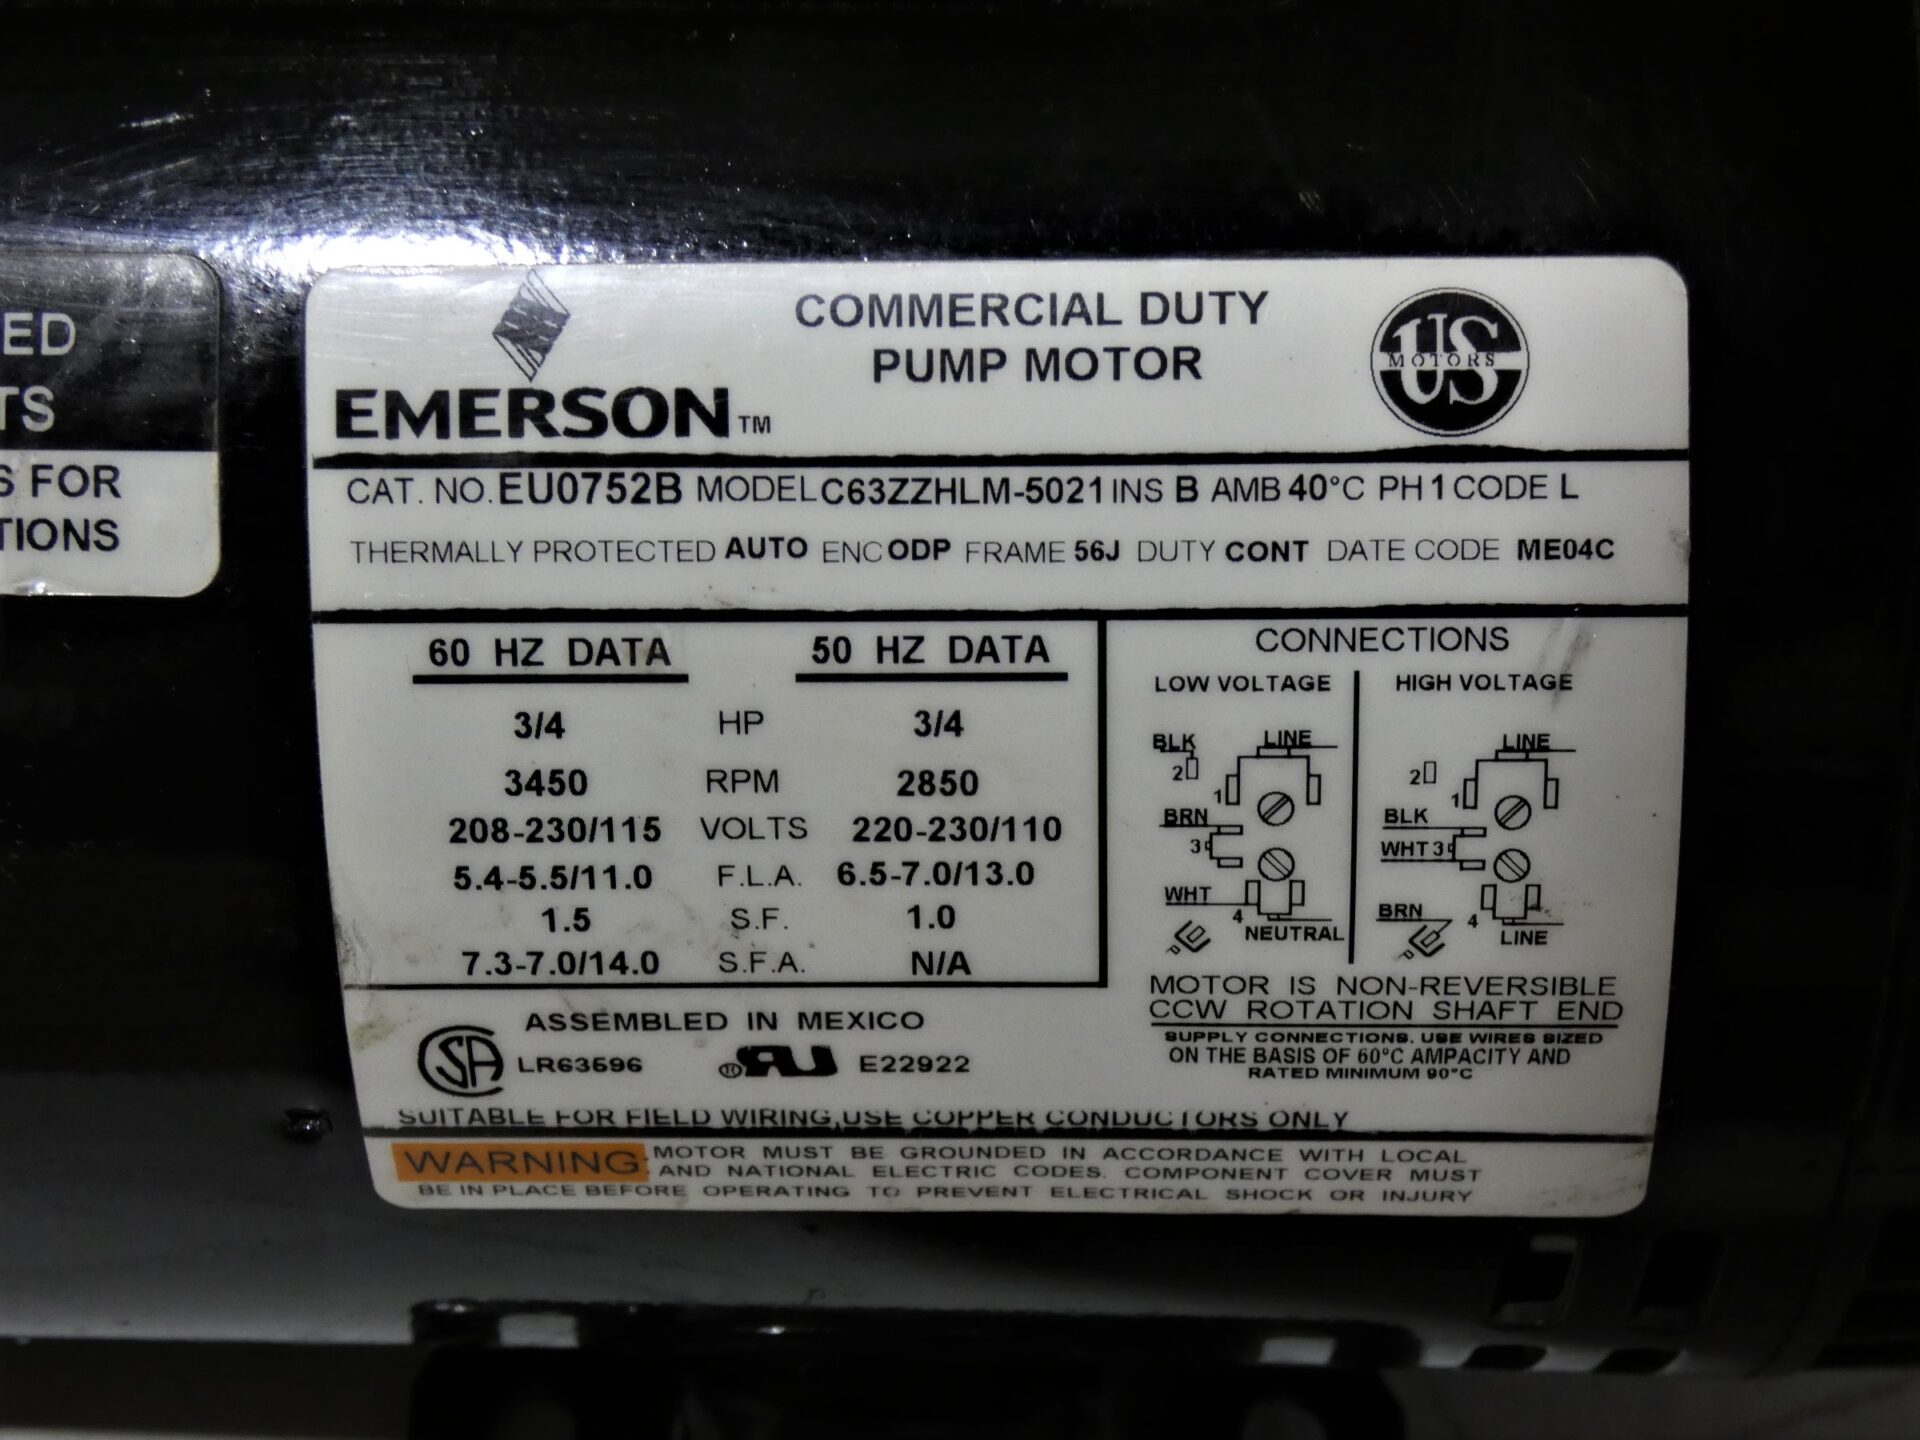 ED
TS
S FOR
TIONS
EMERSON™
COMMERCIAL DUTY
PUMP MOTOR
US
MOTORS
CAT. NO. EU0752B MODEL C63ZZHLM-5021 INS B AMB 40°C PH 1 CODE L
THERMALLY PROTECTED AUTO ENC ODP FRAME 56J DUTY CONT DATE CODE ME04C
60 HZ DATA 50 HZ DATA
3/4 HP 3/4
3450 RPM 2850
208-230/115 VOLTS 220-230/110
5.4-5.5/11.0 F.L.A. 6.5-7.0/13.0
1.5 S.F. 1.0
7.3-7.0/14.0 S.F.A. N/A
CONNECTIONS
LOW VOLTAGE
BLK LINE
2
1
BRN
3
WHT
4
NEUTRAL
HIGH VOLTAGE
LINE
2
1
BLK
WHT 3
BRN
4
LINE
MOTOR IS NON-REVERSIBLE
CCW ROTATION SHAFT END
SUPPLY CONNECTIONS. USE WIRES SIZED
ON THE BASIS OF 60°C AMPACITY AND
RATED MINIMUM 90°C
ASSEMBLED IN MEXICO
SA LR63596 ® RU E22922
SUITABLE FOR FIELD WIRING, USE COPPER CONDUCTORS ONLY
WARNING: MOTOR MUST BE GROUNDED IN ACCORDANCE WITH LOCAL
AND NATIONAL ELECTRIC CODES. COMPONENT COVER MUST
BE IN PLACE BEFORE OPERATING TO PREVENT ELECTRICAL SHOCK OR INJURY